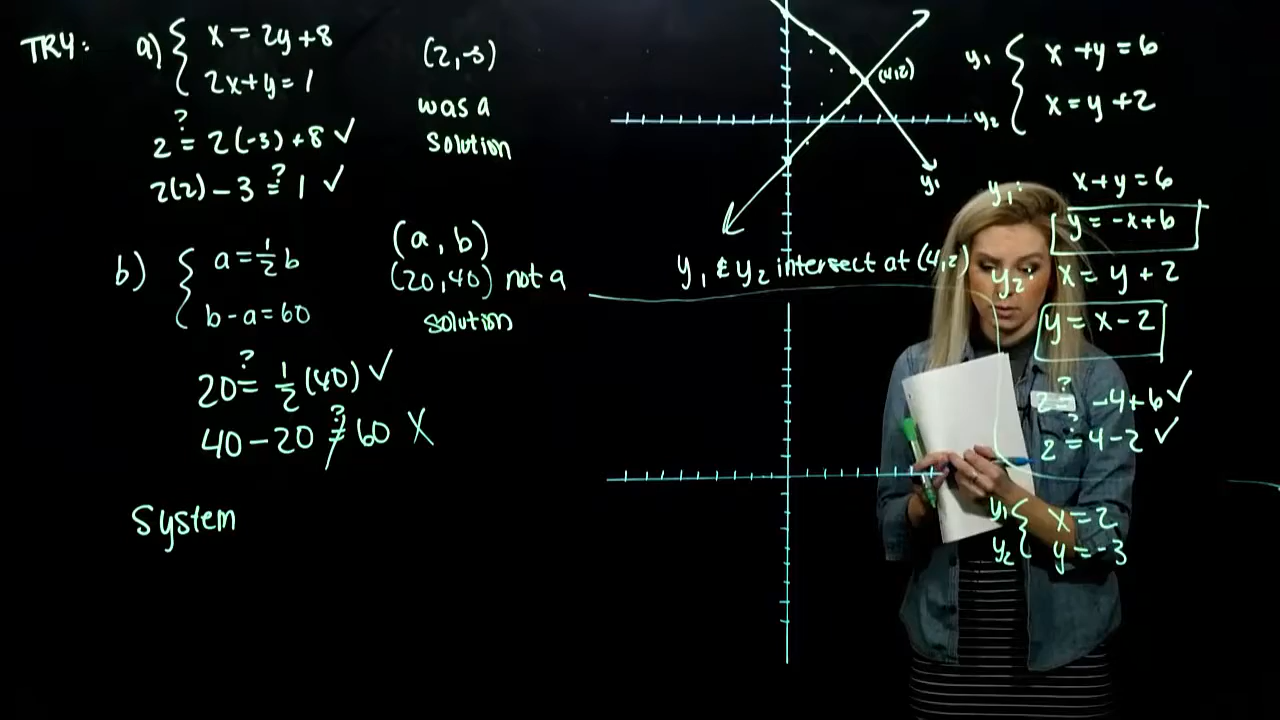 TRY:
a) { x = 2y + 8
2x + y = 1
2 ≟ 2(-3) + 8 ✓
2(2) - 3 ≟ 1 ✓
(2, -3)
was a
solution
b) { a = 1/2 b
b - a = 60
20 ≟ 1/2 (40) ✓
40 - 20 ≠? 60 X
(a, b)
(20, 40) not a
solution
System
(4,2)
y₁
y₁ & y₂ intersect at (4,2)
y₁ { x + y = 6
y₂ x = y + 2
y₁: x + y = 6
y = -x + 6
y₂: x = y + 2
y = x - 2
2 ≟ -4 + 6 ✓
2 ≟ 4 - 2 ✓
y₁ { x = 2
y₂ y = -3